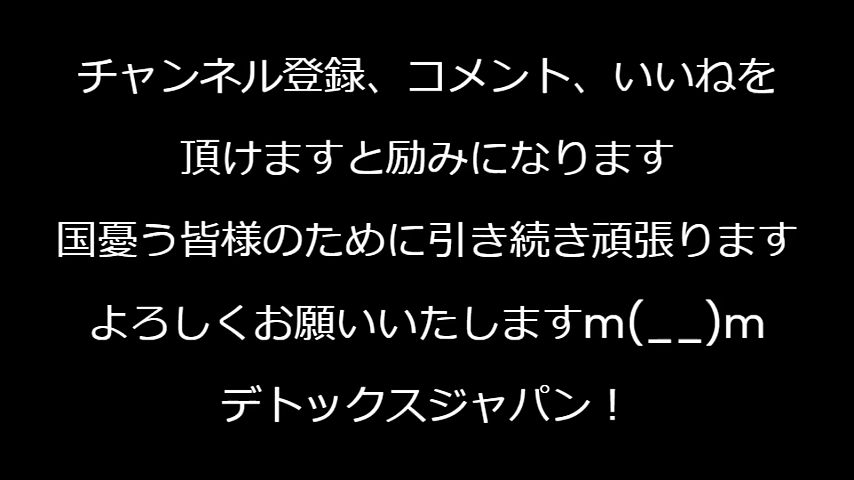 チャンネル登録、コメント、いいねを
頂けますと励みになります
国憂う皆様のために引き続き頑張ります
よろしくお願いいたしますm(__)m
デトックスジャパン！